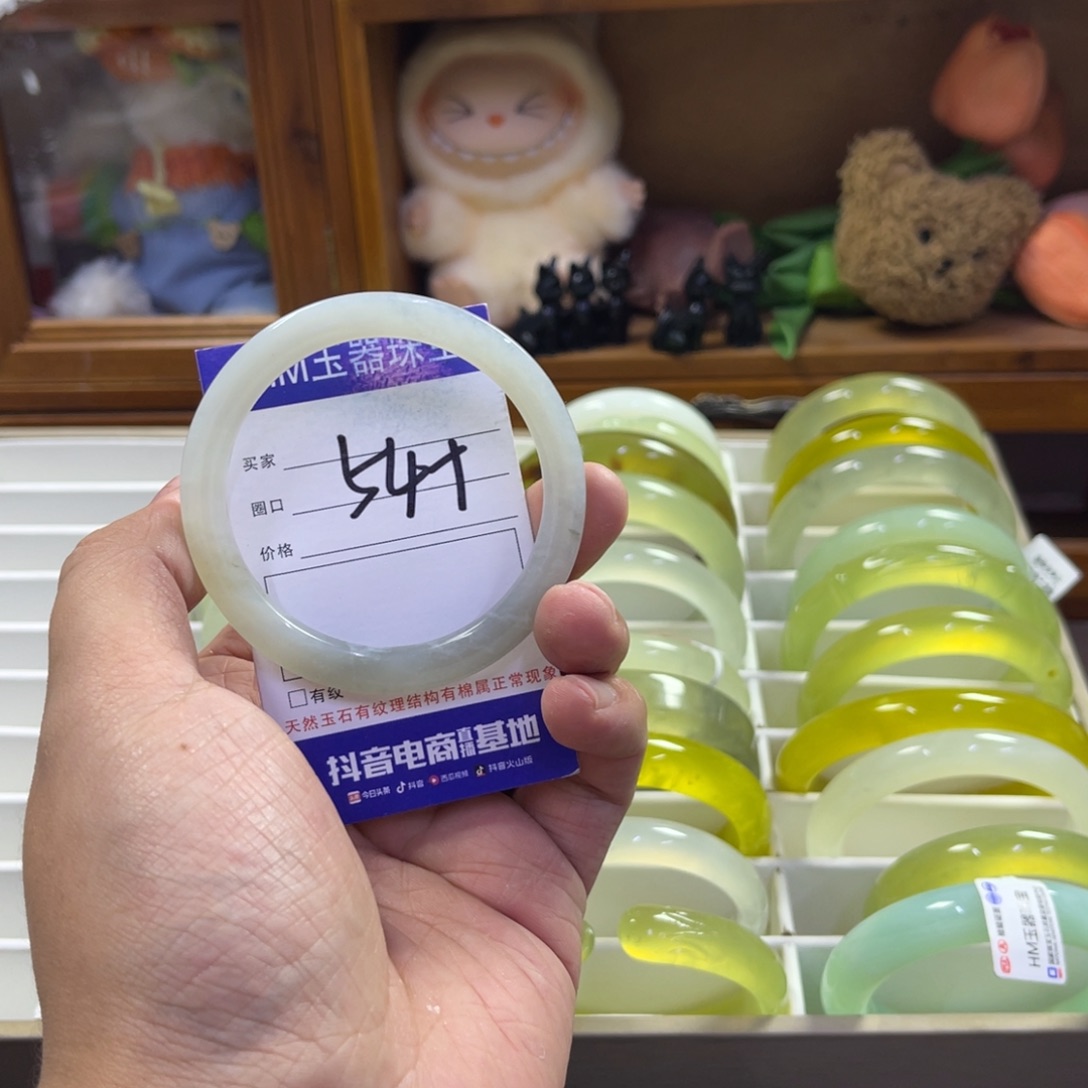 HM玉器珠宝
买家
541
圈口
价格
有纹
天然玉石有纹理结构有棉属正常现象
抖音电商直播基地
今日头条 抖音 西瓜视频 抖音火山版
HM玉器